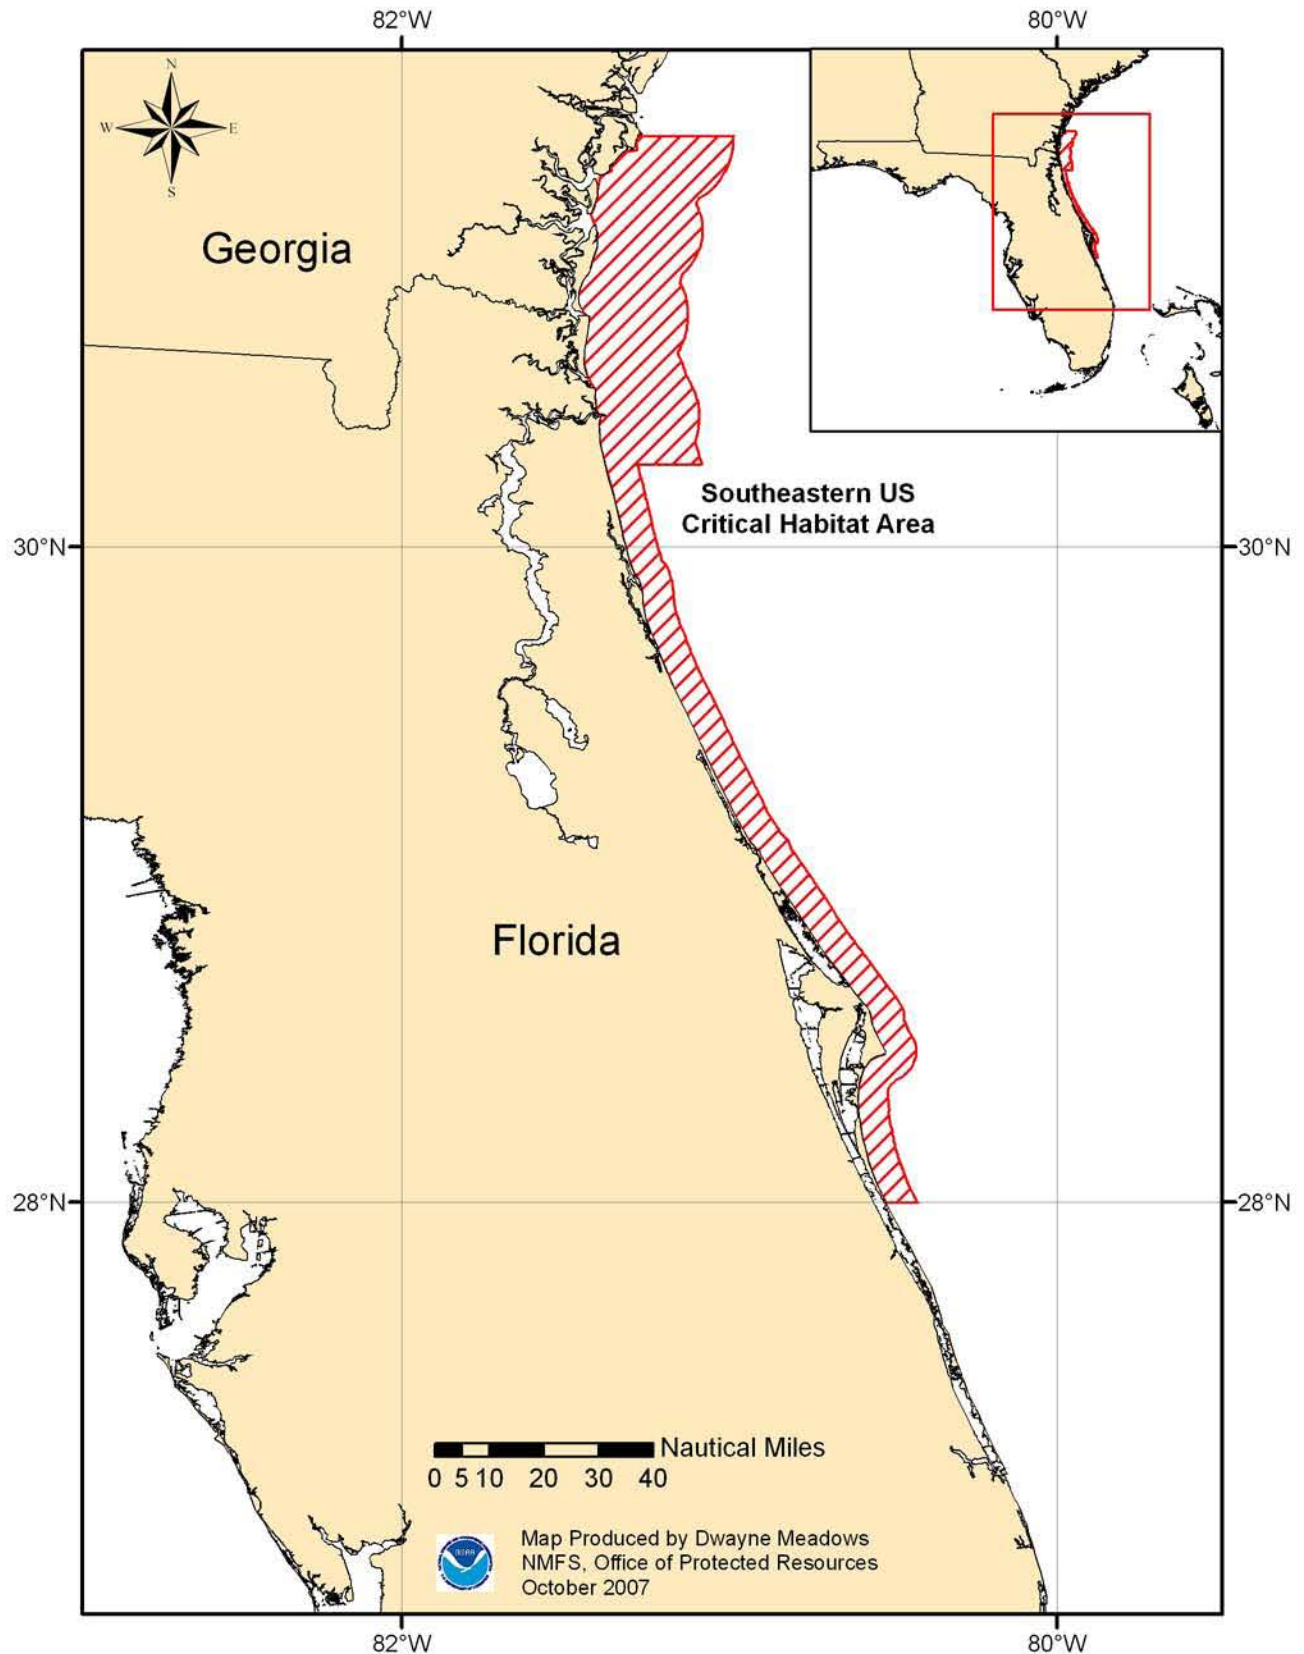 82°W
80°W
N
W
E
S
Georgia
Southeastern US
Critical Habitat Area
30°N
30°N
Florida
28°N
28°N
Nautical Miles
0 5 10 20 30 40
NOAA
Map Produced by Dwayne Meadows
NMFS, Office of Protected Resources
October 2007
82°W
80°W